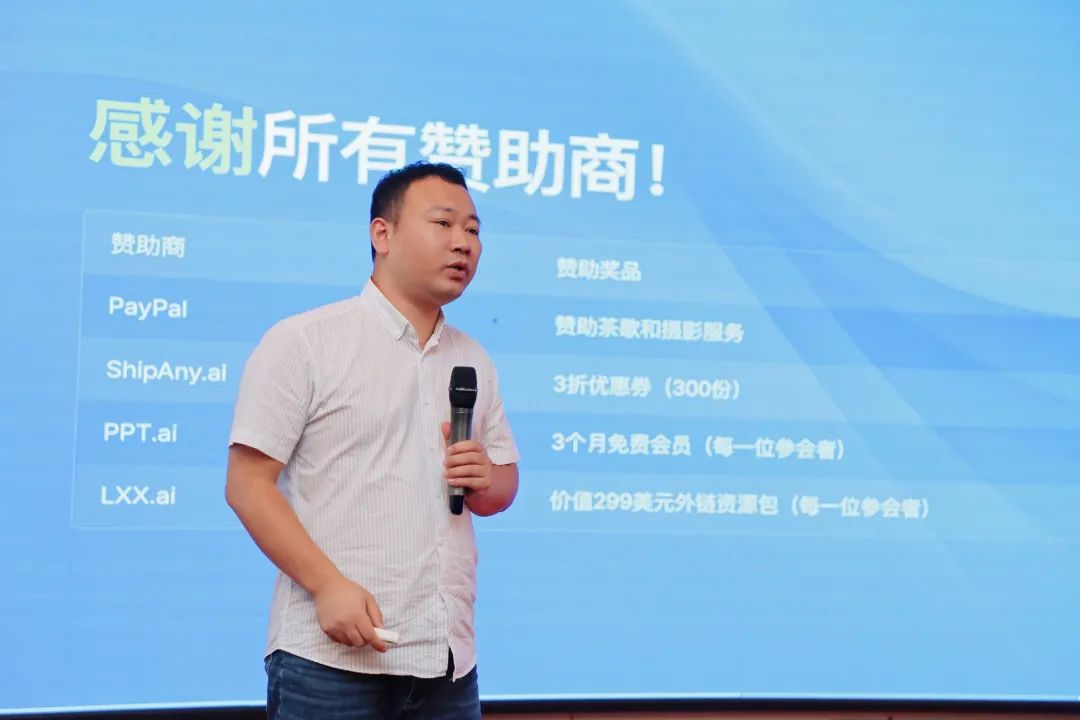 感谢所有赞助商！
赞助商 赞助奖品
PayPal 赞助茶歇和摄影服务
ShipAny.ai 3折优惠券（300份）
PPT.ai 3个月免费会员（每一位参会者）
LXX.ai 价值299美元外链资源包（每一位参会者）